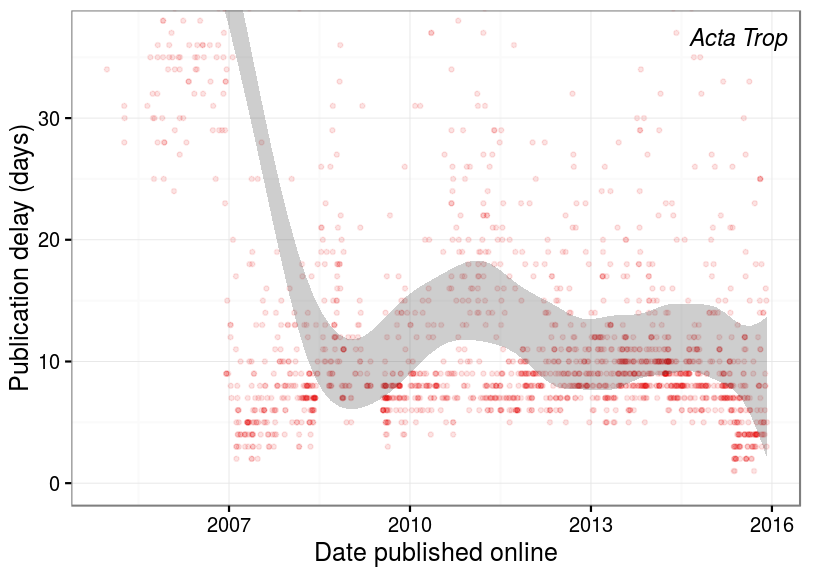 Acta Trop
Publication delay (days)
30
20
10
0
2007 2010 2013 2016
Date published online